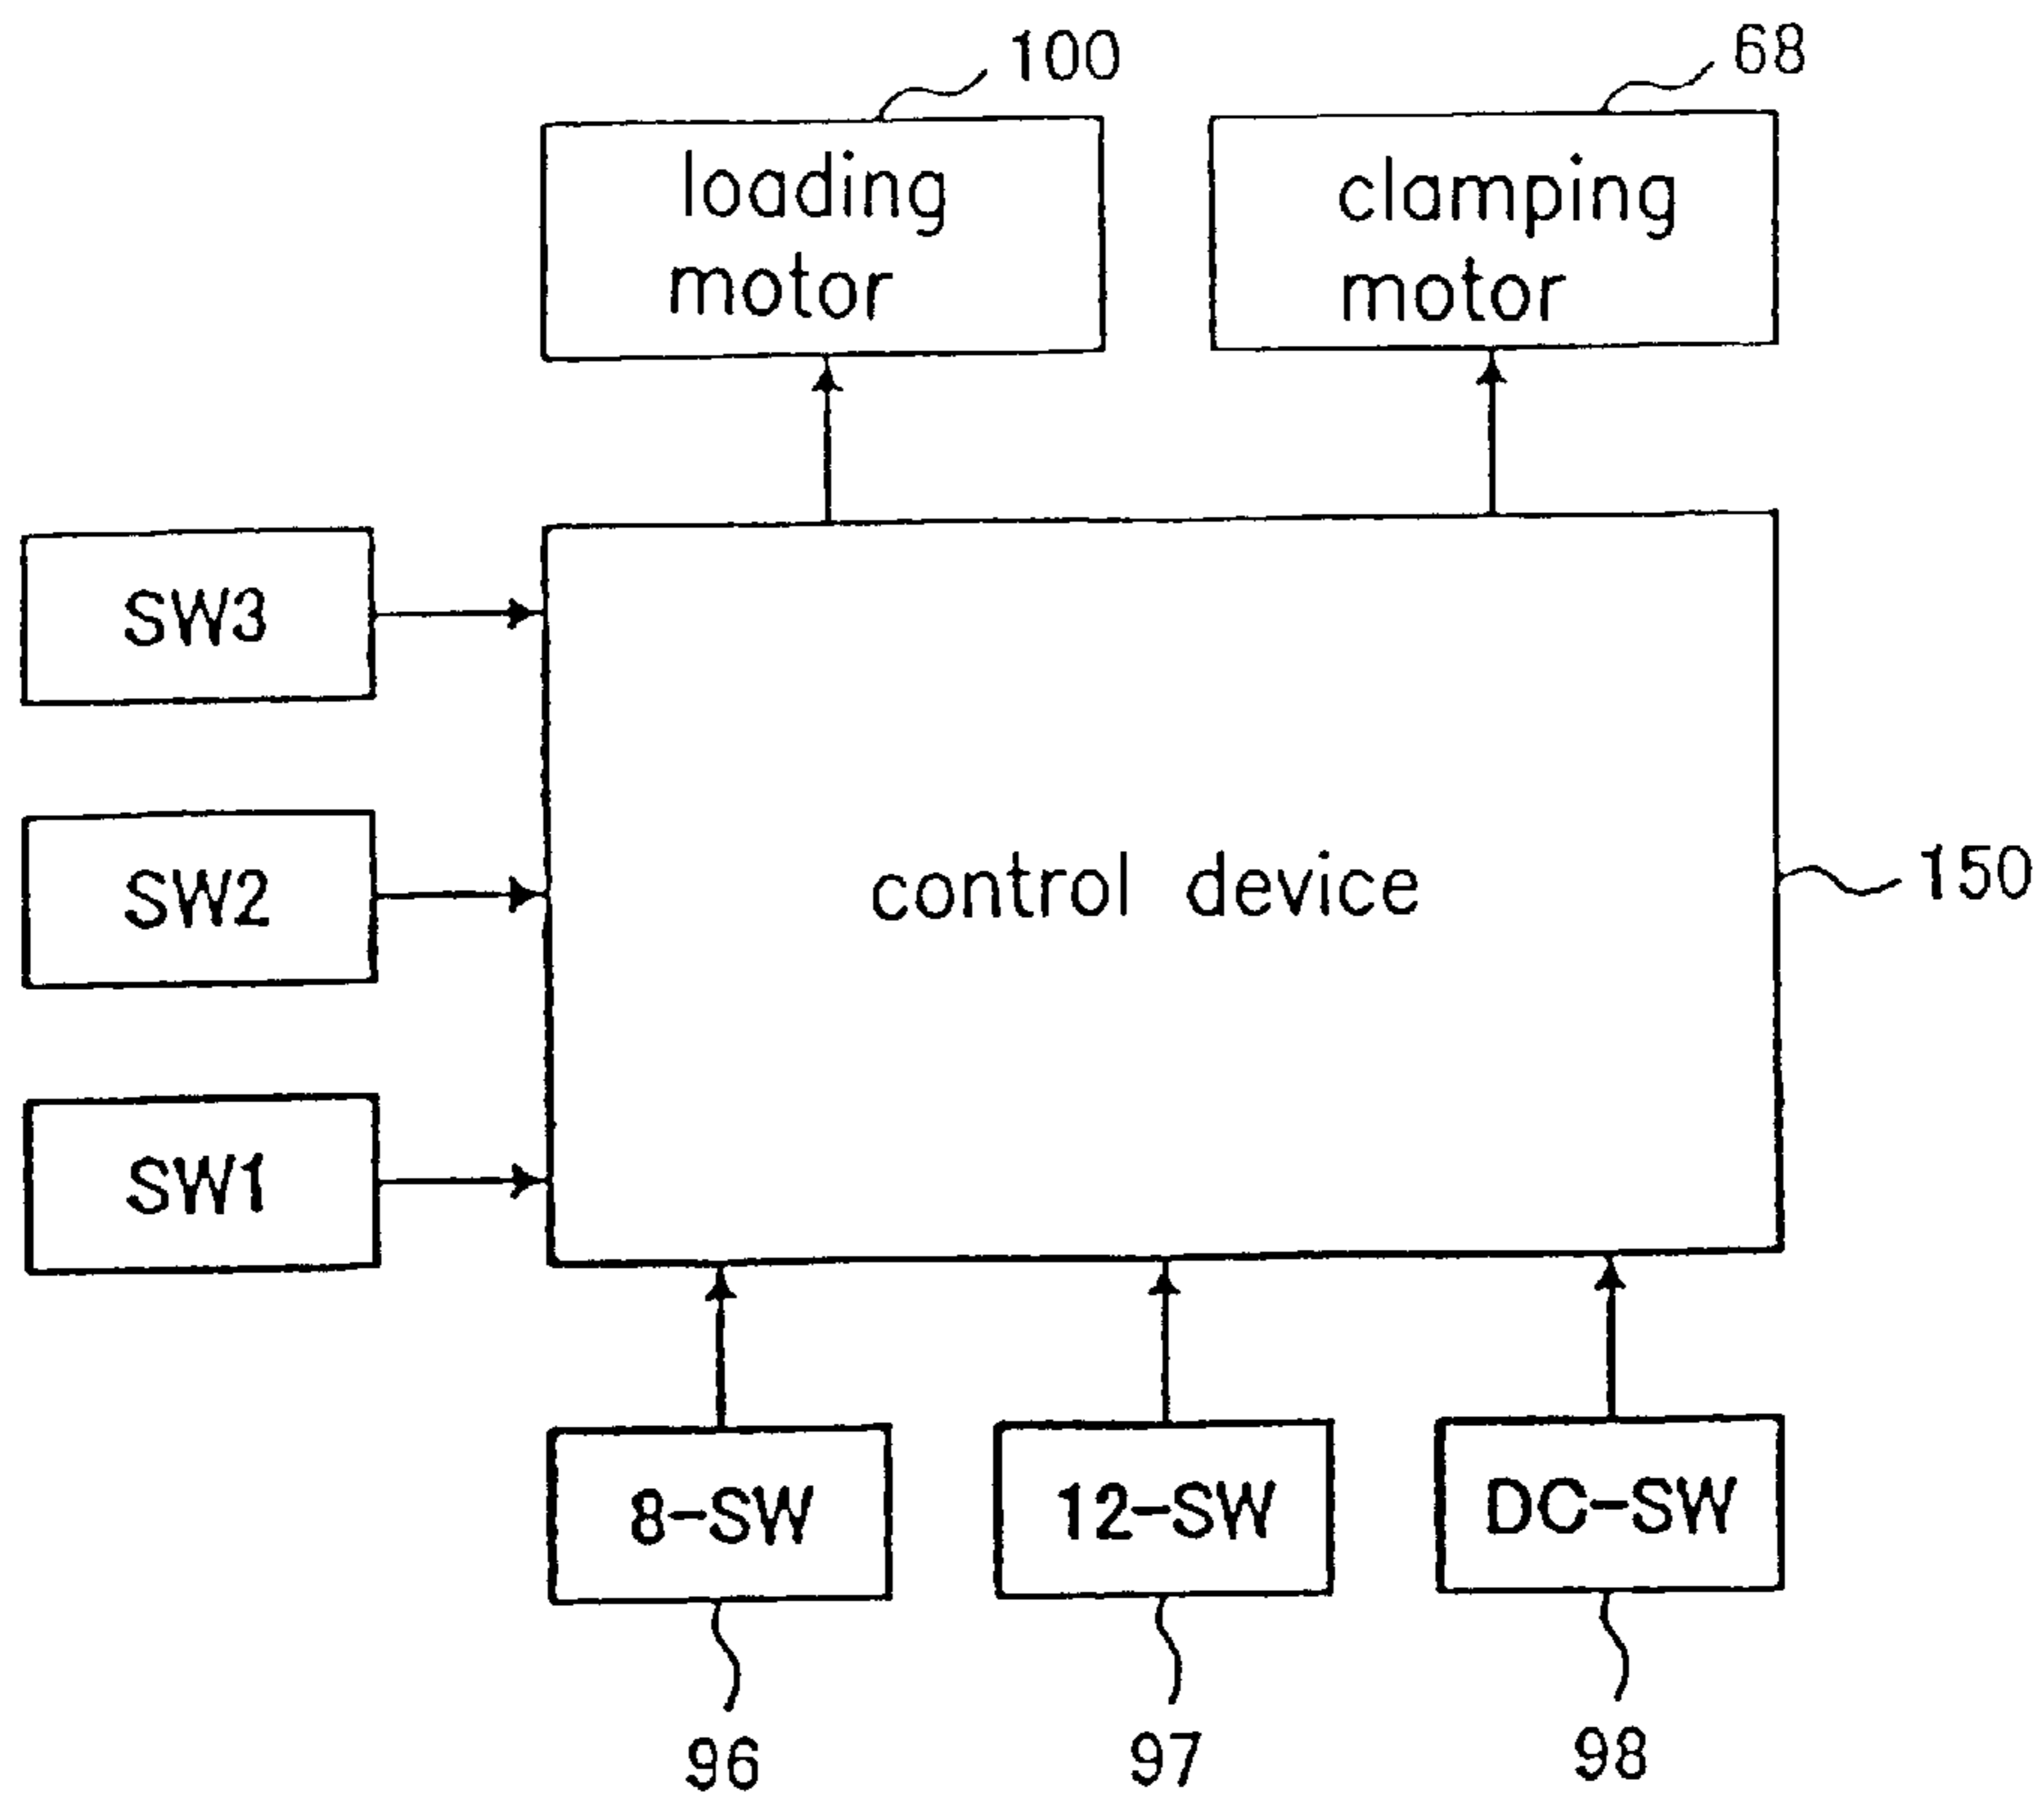 100
68
loading
motor
clamping
motor
SW3
SW2
control device
150
SW1
8-SW
12-SW
DC-SW
96
97
98